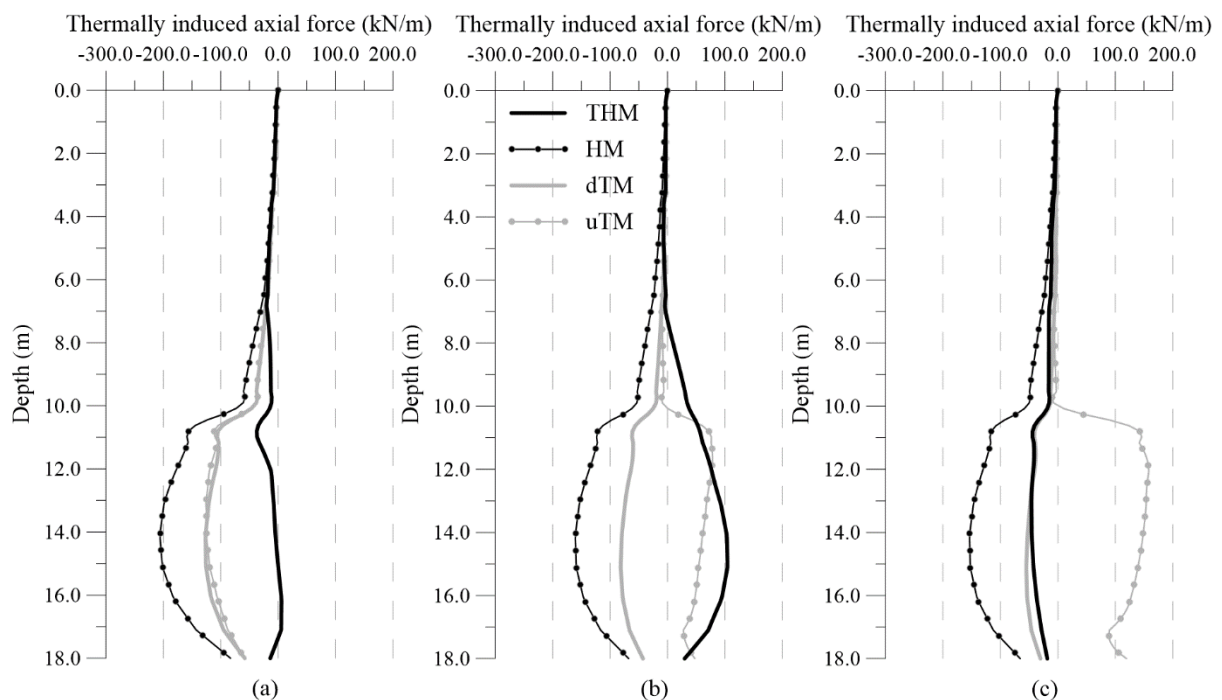 Thermally induced axial force (kN/m) Thermally induced axial force (kN/m) Thermally induced axial force (kN/m)
-300.0 -200.0 -100.0 0.0 100.0 200.0 -300.0 -200.0 -100.0 0.0 100.0 200.0 -300.0 -200.0 -100.0 0.0 100.0 200.0
0.0 0.0 0.0
THM
2.0 HM 2.0 2.0
dTM
4.0 uTM 4.0 4.0
6.0 6.0 6.0
Depth (m) Depth (m) Depth (m)
8.0 8.0 8.0
10.0 10.0 10.0
12.0 12.0 12.0
14.0 14.0 14.0
16.0 16.0 16.0
18.0 18.0 18.0
(a) (b) (c)